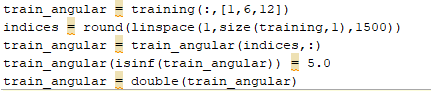 train_angular = training(:,[1,6,12])
indices = round(linspace(1,size(training,1),1500))
train_angular = train_angular(indices,:)
train_angular(isinf(train_angular)) = 5.0
train_angular = double(train_angular)